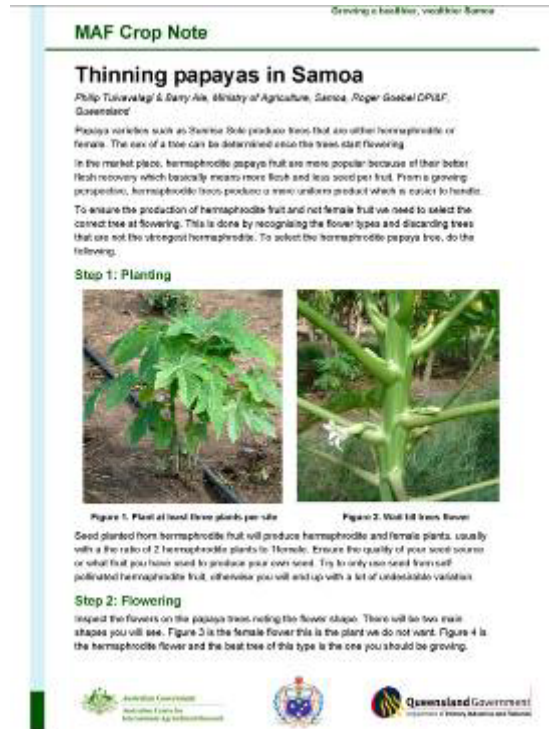 Growing a healthier, wealthier Samoa
MAF Crop Note
Thinning papayas in Samoa
Philip Tuivavalagi & Barry Aie, Ministry of Agriculture, Samoa, Roger Goebel DPI&F,
Queensland
Papaya varieties such as Sunrise Solo produce trees that are either hermaphrodite or
female. The sex of a tree can be determined once the trees start flowering.
In the market place, hermaphrodite papaya fruit are more popular because of their better
flesh recovery which basically means more flesh and less seed per fruit. From a growing
perspective, hermaphrodite trees produce a more uniform product which is easier to handle.
To ensure the production of hermaphrodite fruit and not female fruit we need to select the
correct tree at flowering. This is done by recognising the flower types and discarding trees
that are not the strongest hermaphrodite. To select the hermaphrodite papaya tree, do the
following.
Step 1: Planting
Figure 1. Plant at least three plants per site
Figure 2. Wait till trees flower
Seed planted from hermaphrodite fruit will produce hermaphrodite and female plants, usually
with a the ratio of 2 hermaphrodite plants to 1female. Ensure the quality of your seed source
or what fruit you have used to produce your own seed. Try to only use seed from self
pollinated hermaphrodite fruit, otherwise you will end up with a lot of undesirable variation.
Step 2: Flowering
Inspect the flowers on the papaya trees noting the flower shape. There will be two main
shapes you will see. Figure 3 is the female flower this is the plant we do not want. Figure 4 is
the hermaphrodite flower and the best tree of this type is the one you should be growing.
Australian Government
Australian Centre for
International Agricultural Research
Queensland Government
Department of Primary Industries and Fisheries